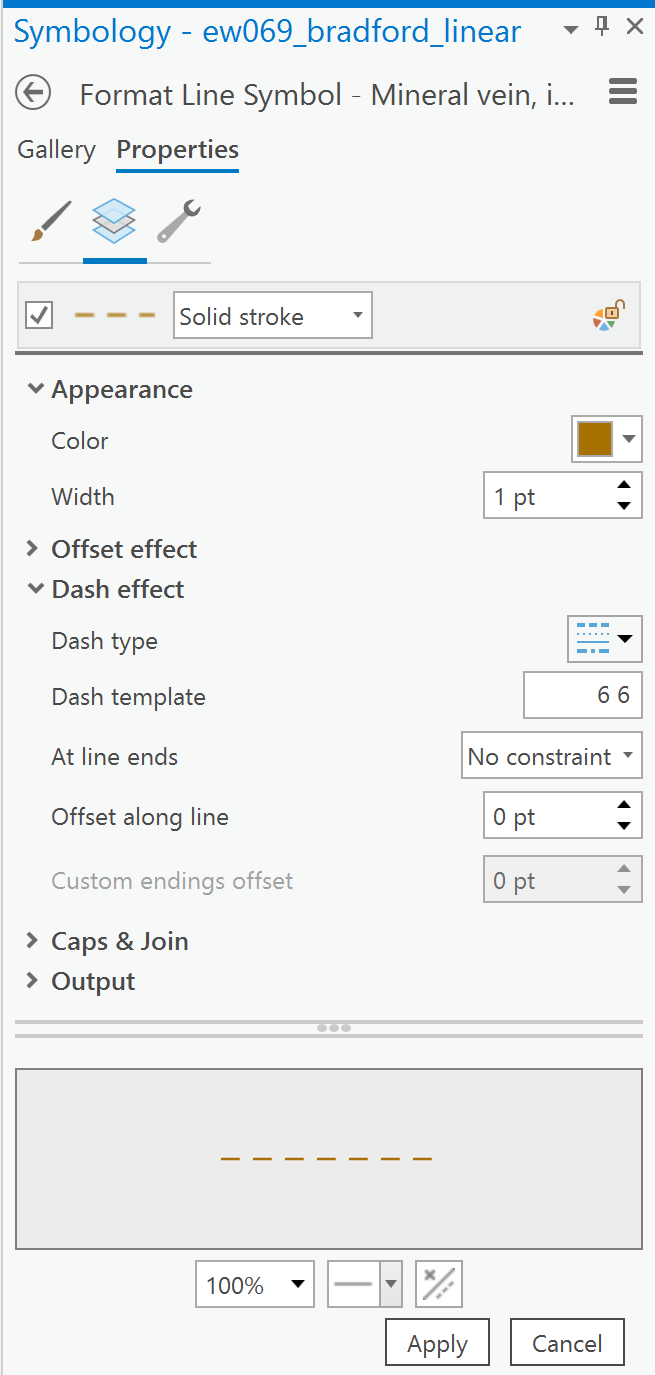 Symbology - ew069_bradford_linear
Format Line Symbol - Mineral vein, i...
Gallery Properties
Solid stroke
Appearance
Color
Width 1 pt
Offset effect
Dash effect
Dash type
Dash template 6 6
At line ends No constraint
Offset along line 0 pt
Custom endings offset 0 pt
Caps & Join
Output
100%
Apply Cancel